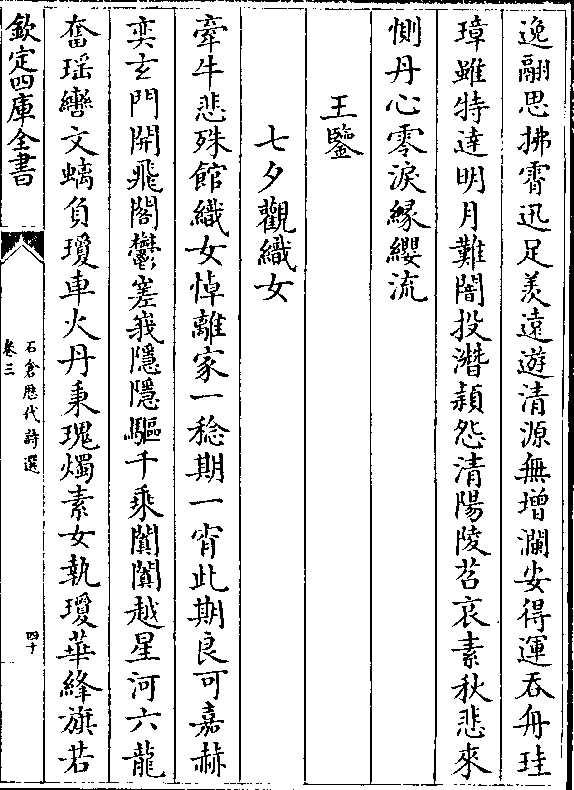 逸翮思拂霄迅足羨遠遊清源無增瀾安得運吞舟珪
璋雖特達明月難闇投潛穎怨清陽陵苕哀素秋悲來
惻丹心零淚緣纓流
王鑒
七夕觀織女
牽牛悲殊館織女悼離家一稔期一宵此期良可嘉赫
奕玄門開飛閣鬱嵳峩隱隱驅千乘闐闐越星河六龍
奮瑶轡文螭負瓊車火丹秉瑰燭素女執瓊華絳旗若
欽定四庫全書
石倉歴代詩選
卷三
四十